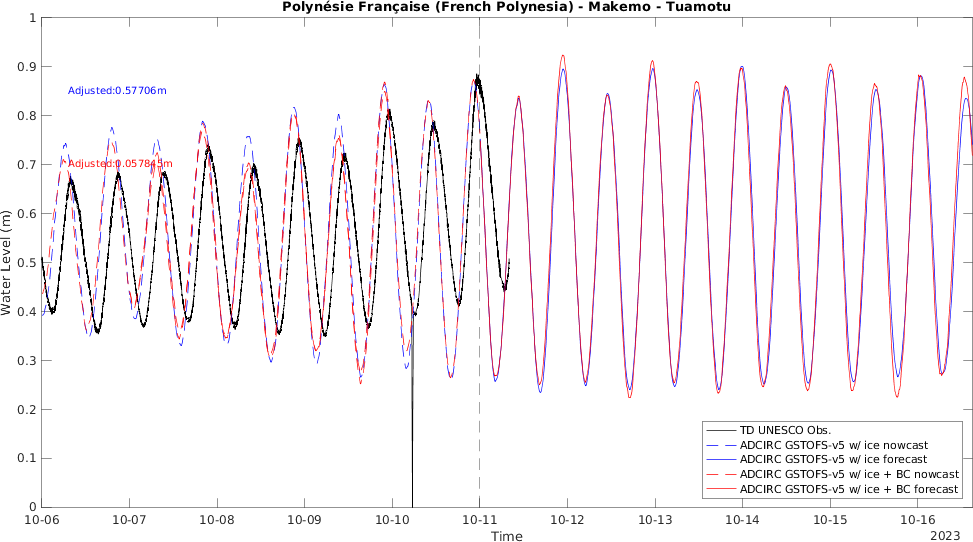 Polynésie Française (French Polynesia) - Makemo - Tuamotu
1
0.9
0.8
0.7
0.6
0.5
0.4
0.3
0.2
0.1
0
Water Level (m)
Adjusted:0.57706m
Adjusted:0.057845m
TD UNESCO Obs.
ADCIRC GSTOFS-v5 w/ ice nowcast
ADCIRC GSTOFS-v5 w/ ice forecast
ADCIRC GSTOFS-v5 w/ ice + BC nowcast
ADCIRC GSTOFS-v5 w/ ice + BC forecast
10-06 10-07 10-08 10-09 10-10 10-11 10-12 10-13 10-14 10-15 10-16
Time
2023